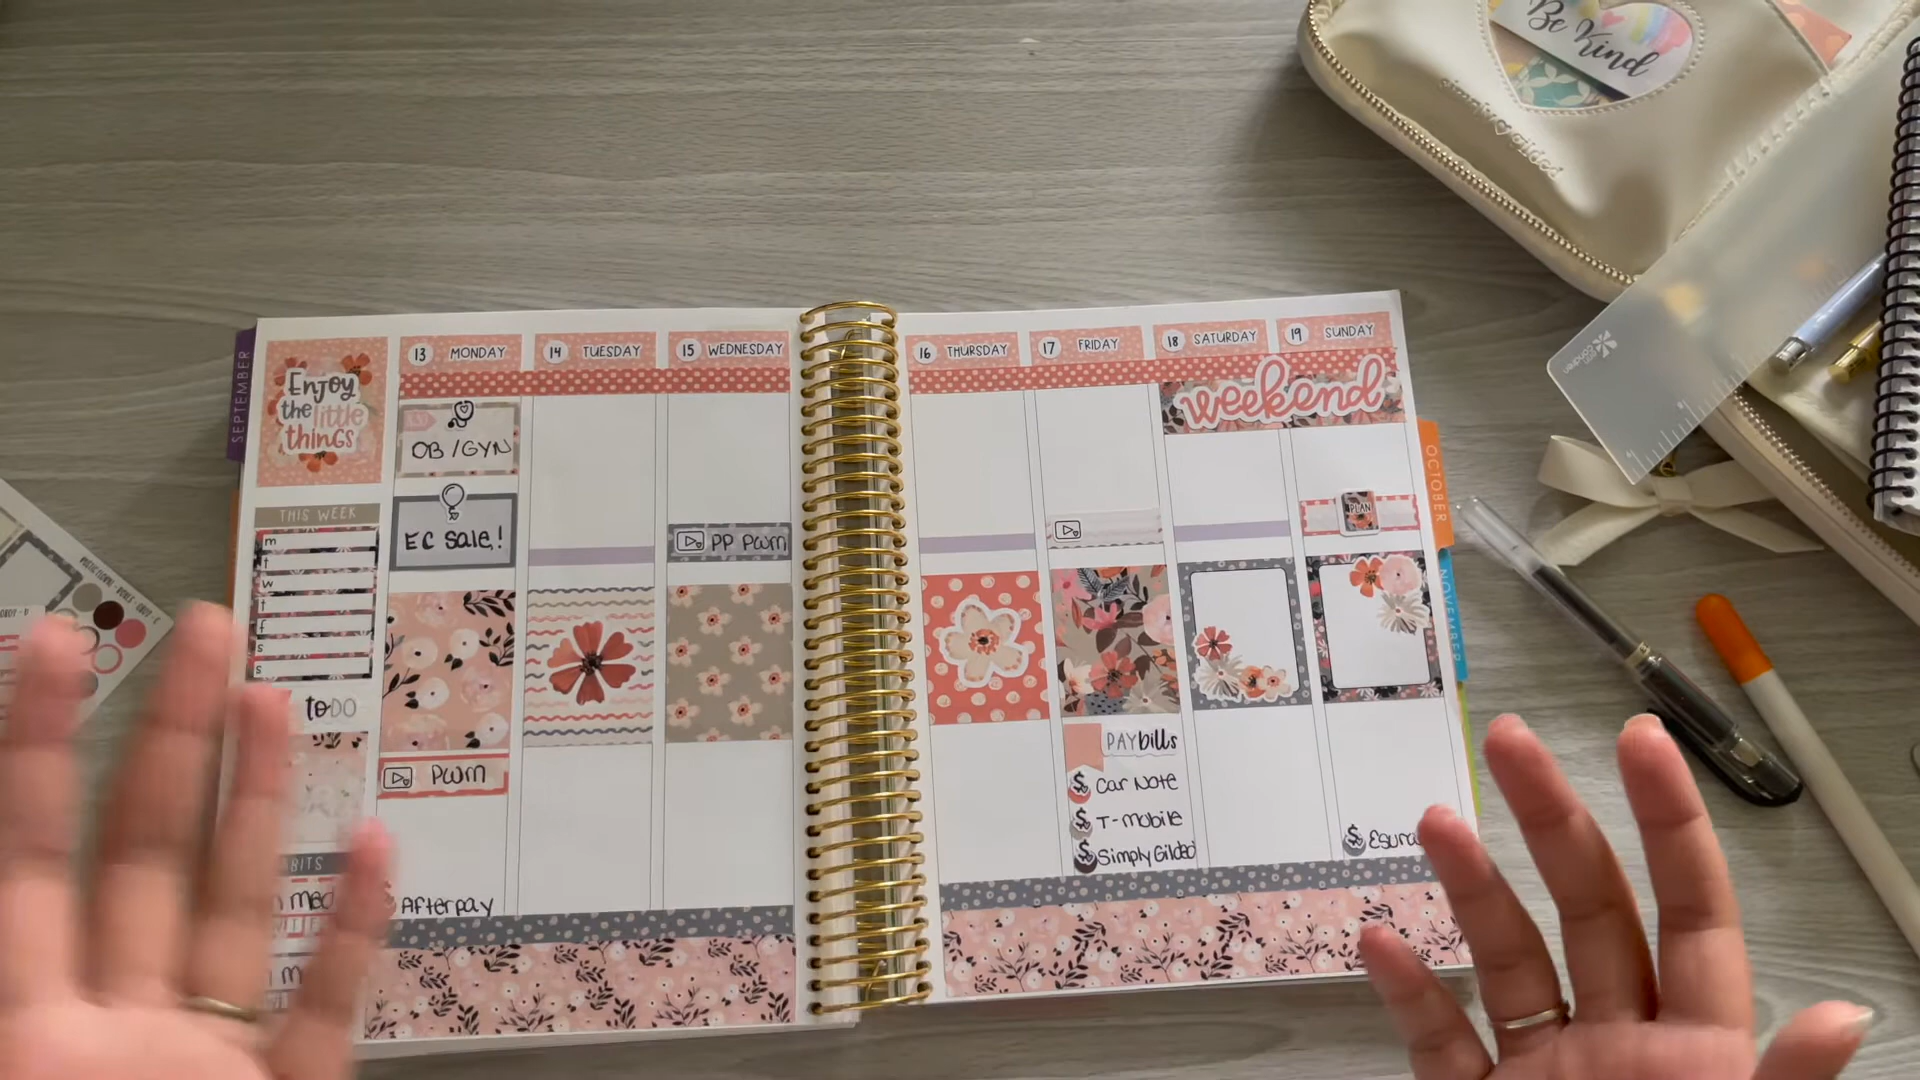 Be Kind
SEPTEMBER
Enjoy
the little
things
13 MONDAY
14 TUESDAY
15 WEDNESDAY
16 THURSDAY
17 FRIDAY
18 SATURDAY
19 SUNDAY
weekend
OB/GYN
EC Sale!
PP PWM
PLAN
THIS WEEK
m
t
w
t
f
s
s
toDO
PWM
Afterpay
PAY bills
Car Note
T-mobile
Simply Gilded
OCTOBER
NOVEMBER